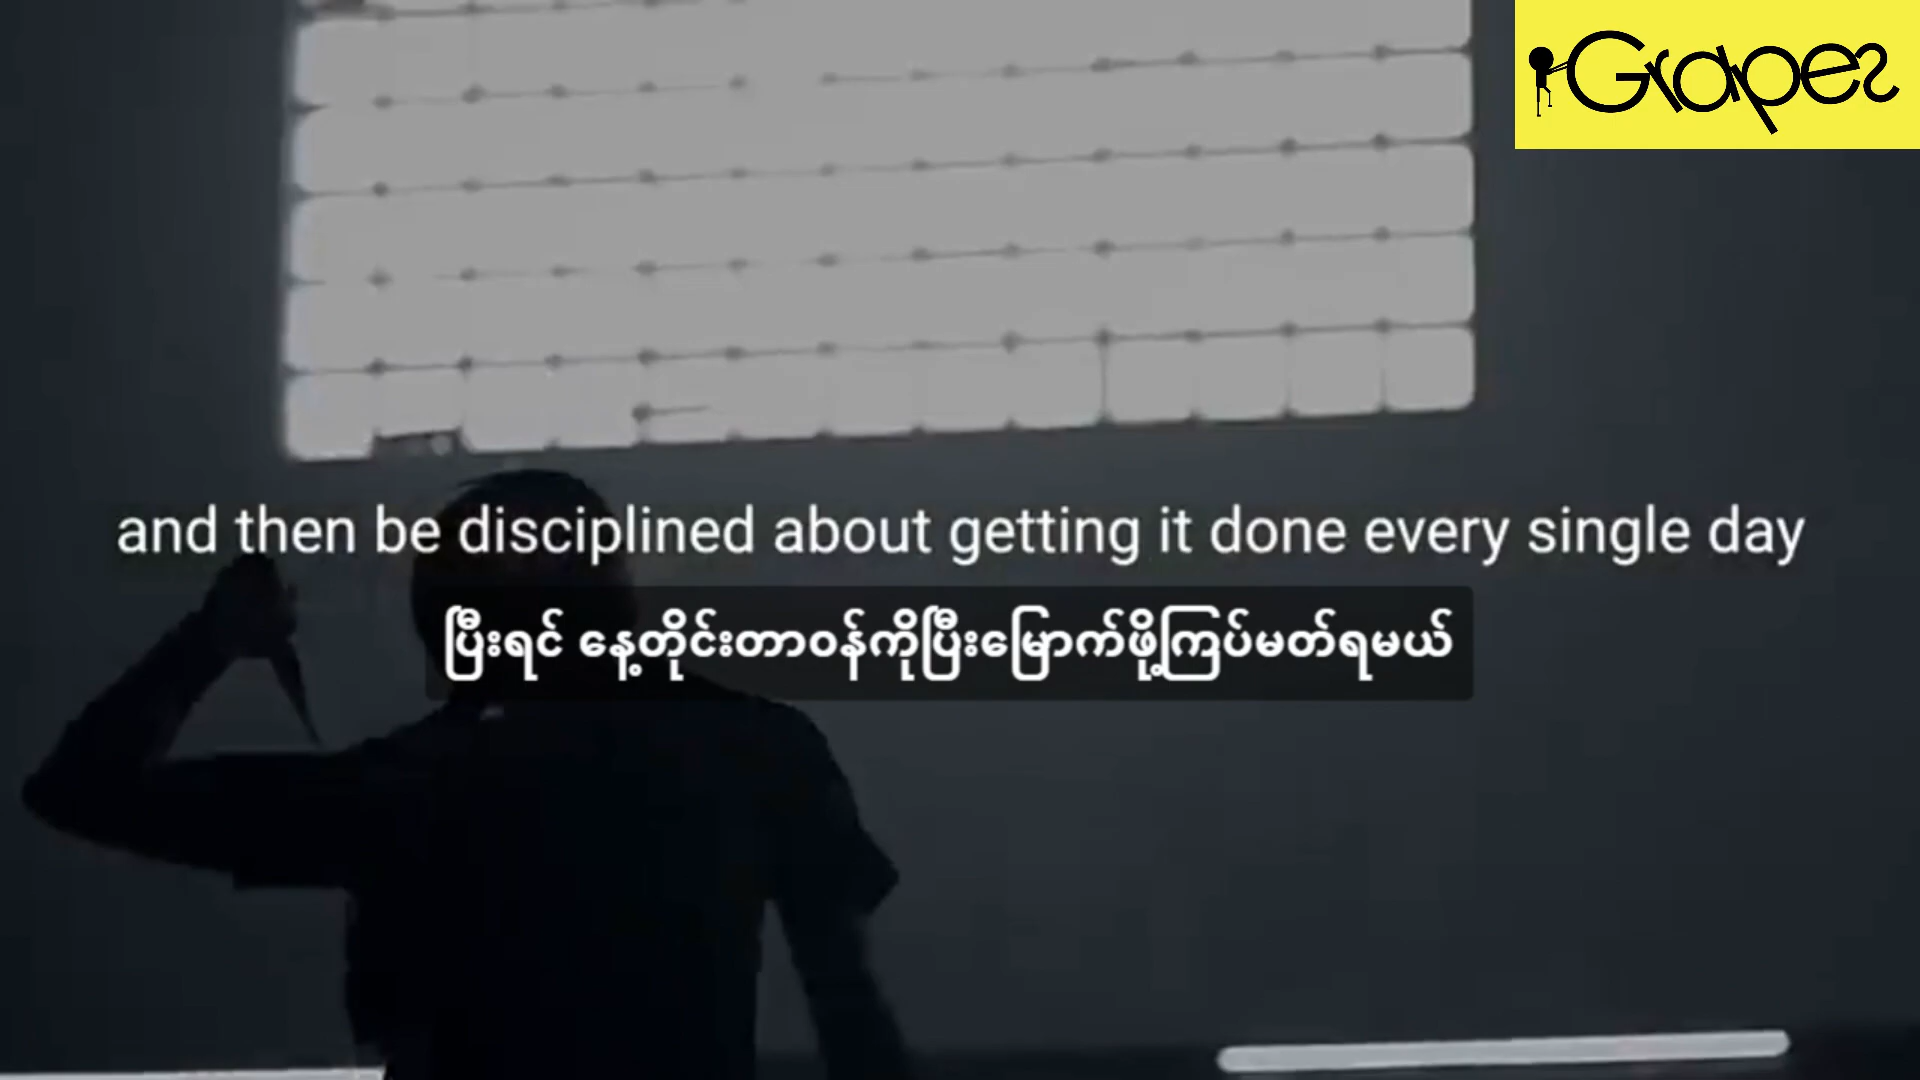 Grapes
and then be disciplined about getting it done every single day
ပြီးရင် နေ့တိုင်းတာဝန်ကိုပြီးမြောက်ဖို့ကြပ်မတ်ရမယ်